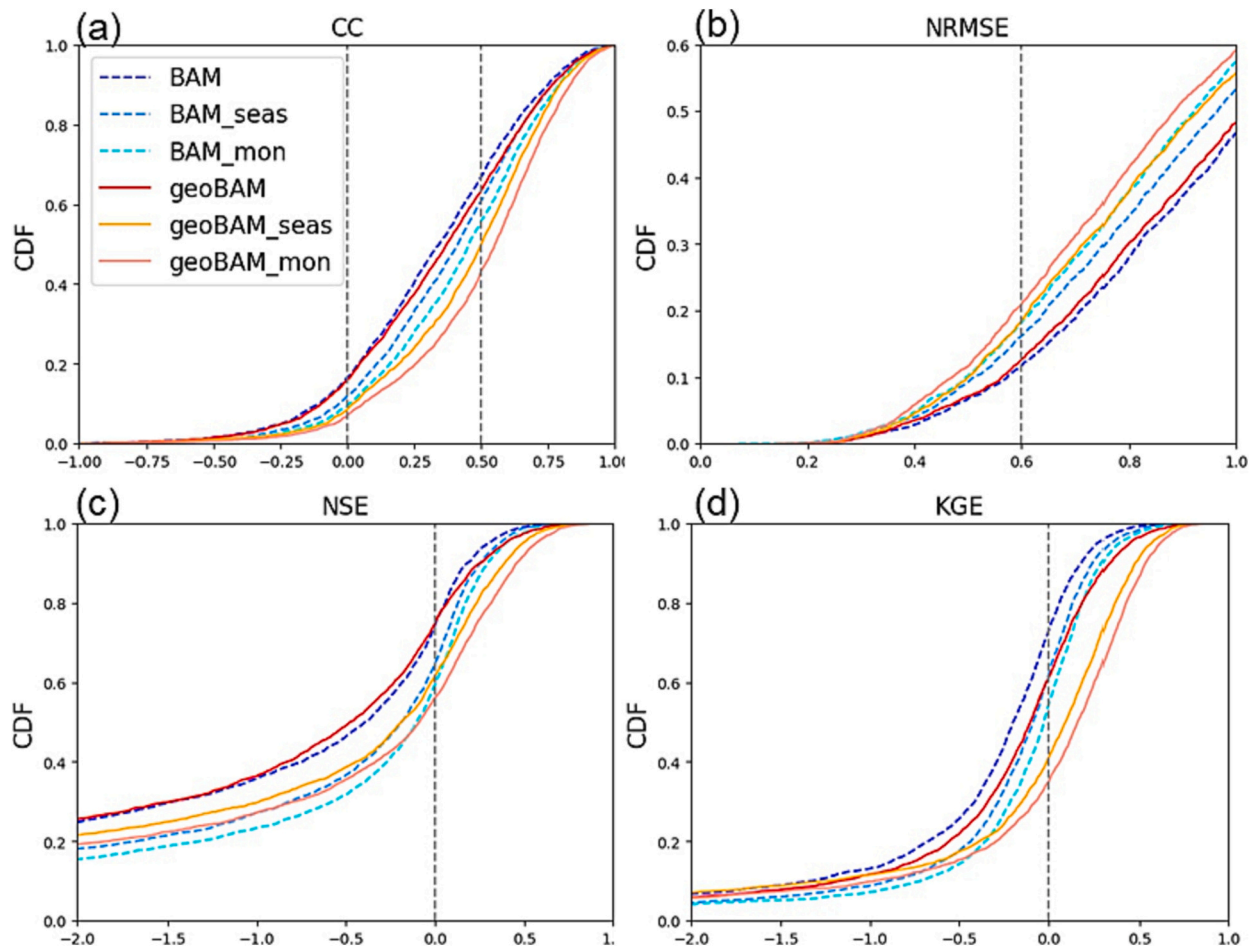 (a)
CC
CDF
1.0
0.8
0.6
0.4
0.2
0.0
BAM
BAM_seas
BAM_mon
geoBAM
geoBAM_seas
geoBAM_mon
−1.00 −0.75 −0.50 −0.25 0.00 0.25 0.50 0.75
(b)
NRMSE
CDF
0.6
0.5
0.4
0.3
0.2
0.1
0.0
0.0 0.2 0.4 0.6 0.8 1.0
(c)
NSE
CDF
1.0
0.8
0.6
0.4
0.2
0.0
−2.0 −1.5 −1.0 −0.5 0.0 0.5 1.
(d)
KGE
CDF
1.0
0.8
0.6
0.4
0.2
0.0
−2.0 −1.5 −1.0 −0.5 0.0 0.5 1.0